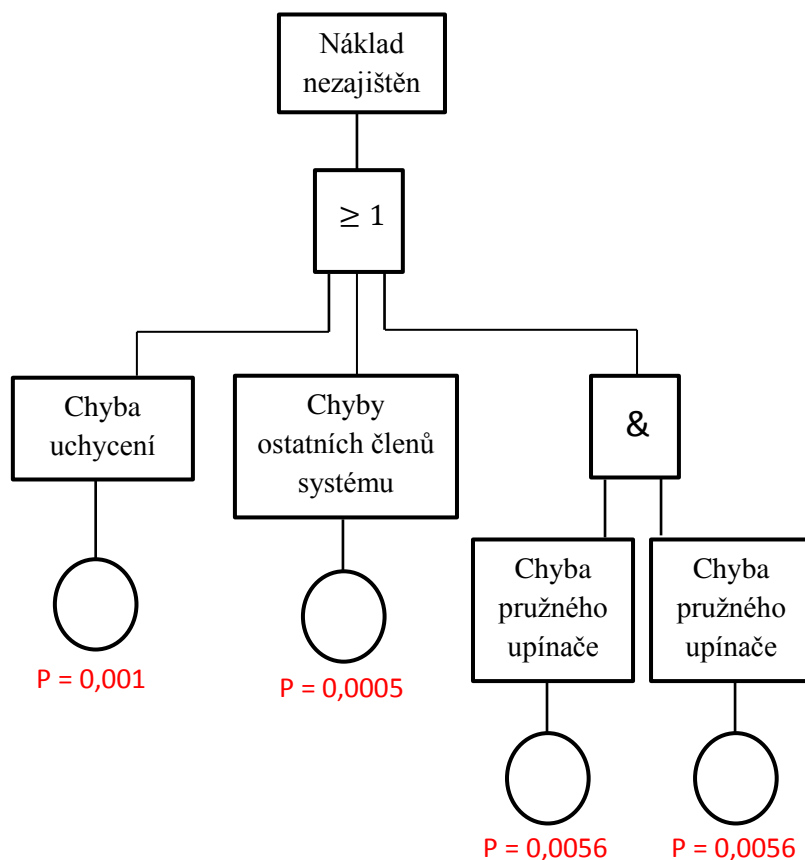 Náklad
nezajištěn
≥ 1
Chyba
uchycení
Chyby
ostatních členů
systému
&
Chyba
pružného
upínače
Chyba
pružného
upínače
P = 0,001
P = 0,0005
P = 0,0056
P = 0,0056